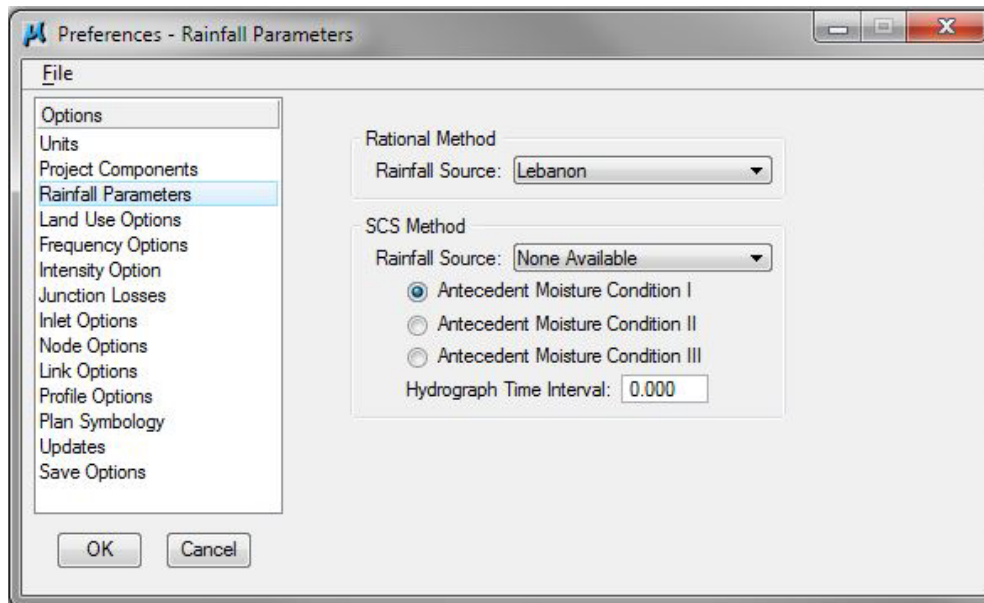 Preferences - Rainfall Parameters
File
Options
Units
Project Components
Rainfall Parameters
Land Use Options
Frequency Options
Intensity Option
Junction Losses
Inlet Options
Node Options
Link Options
Profile Options
Plan Symbology
Updates
Save Options
OK Cancel
Rational Method
Rainfall Source: Lebanon
SCS Method
Rainfall Source: None Available
Antecedent Moisture Condition I
Antecedent Moisture Condition II
Antecedent Moisture Condition III
Hydrograph Time Interval: 0.000